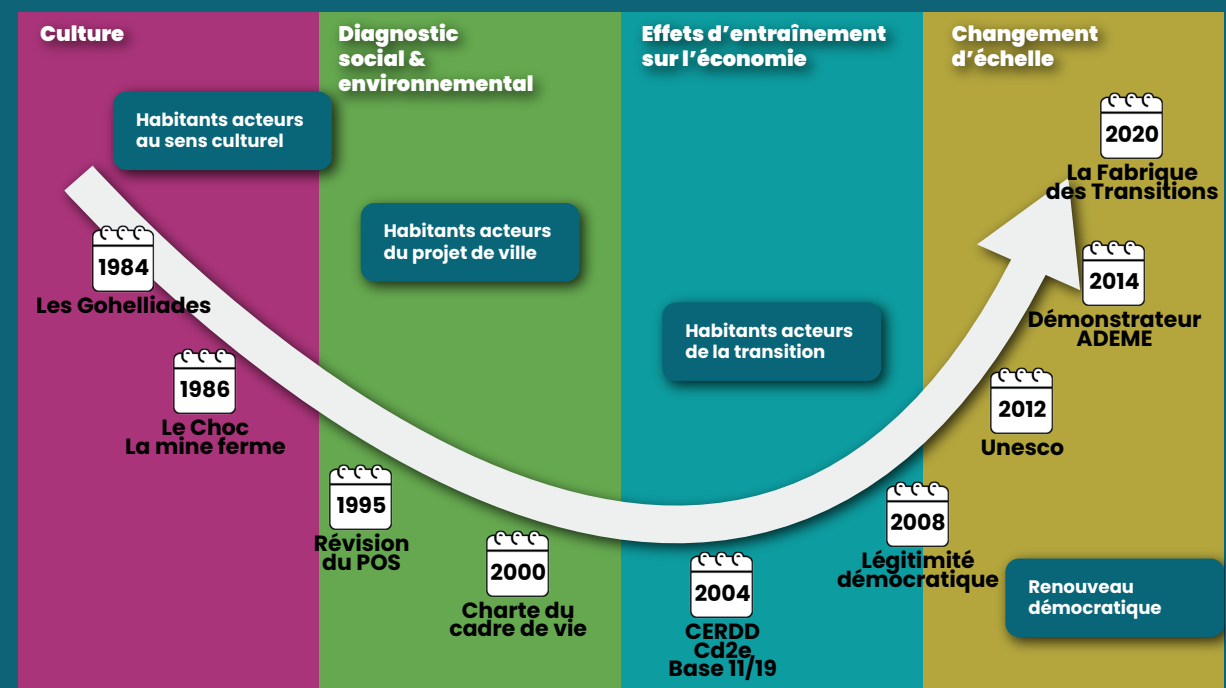 Culture
Habitants acteurs
au sens culturel
1984
Les Gohelliades
1986
Le Choc
La mine ferme
Diagnostic
social &
environnemental
Habitants acteurs
du projet de ville
1995
Révision
du POS
2000
Charte du
cadre de vie
Effets d’entraînement
sur l’économie
Habitants acteurs
de la transition
2004
CERDD
Cd2e
Base 11/19
2008
Légitimité
démocratique
Changement
d’échelle
2020
La Fabrique
des Transitions
2014
Démonstrateur
ADEME
2012
Unesco
Renouveau
démocratique